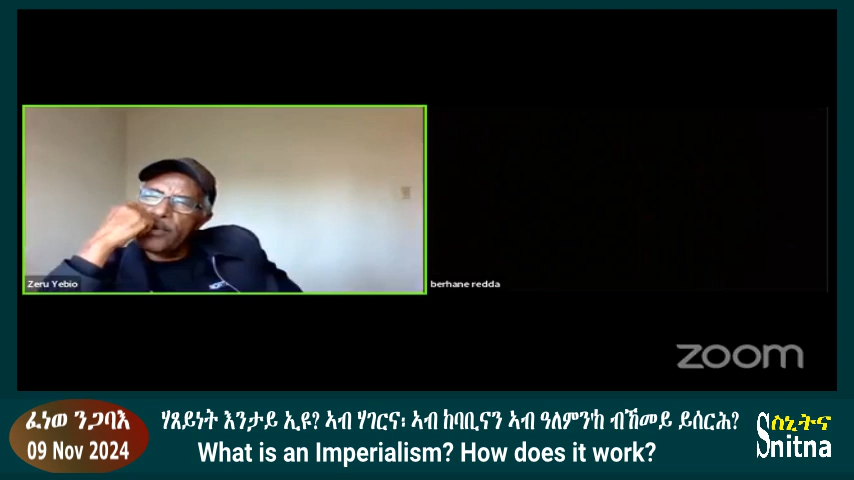 Zeru Yebio
berhane redda
zoom
ፈነወ ንጋባእ
09 Nov 2024
ሃጸይነት እንታይ ኢዩ? ኣብ ሃገርና፡ ኣብ ከባቢናን ኣብ ዓለምን'ከ ብኸመይ ይሰርሕ?
What is an Imperialism? How does it work?
ስኒትና
Snitna